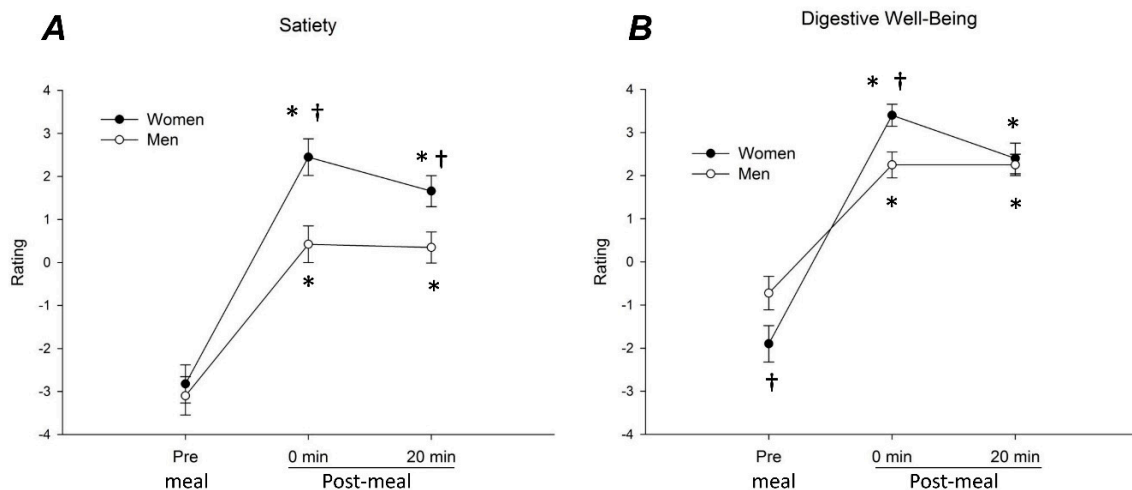 A
Satiety
4
3
2
1
0
-1
-2
-3
-4
Rating
Women
Men
* †
* †
*
*
Pre
meal
0 min
20 min
Post-meal
B
Digestive Well-Being
4
3
2
1
0
-1
-2
-3
-4
Rating
Women
Men
* †
*
*
*
†
Pre
meal
0 min
20 min
Post-meal